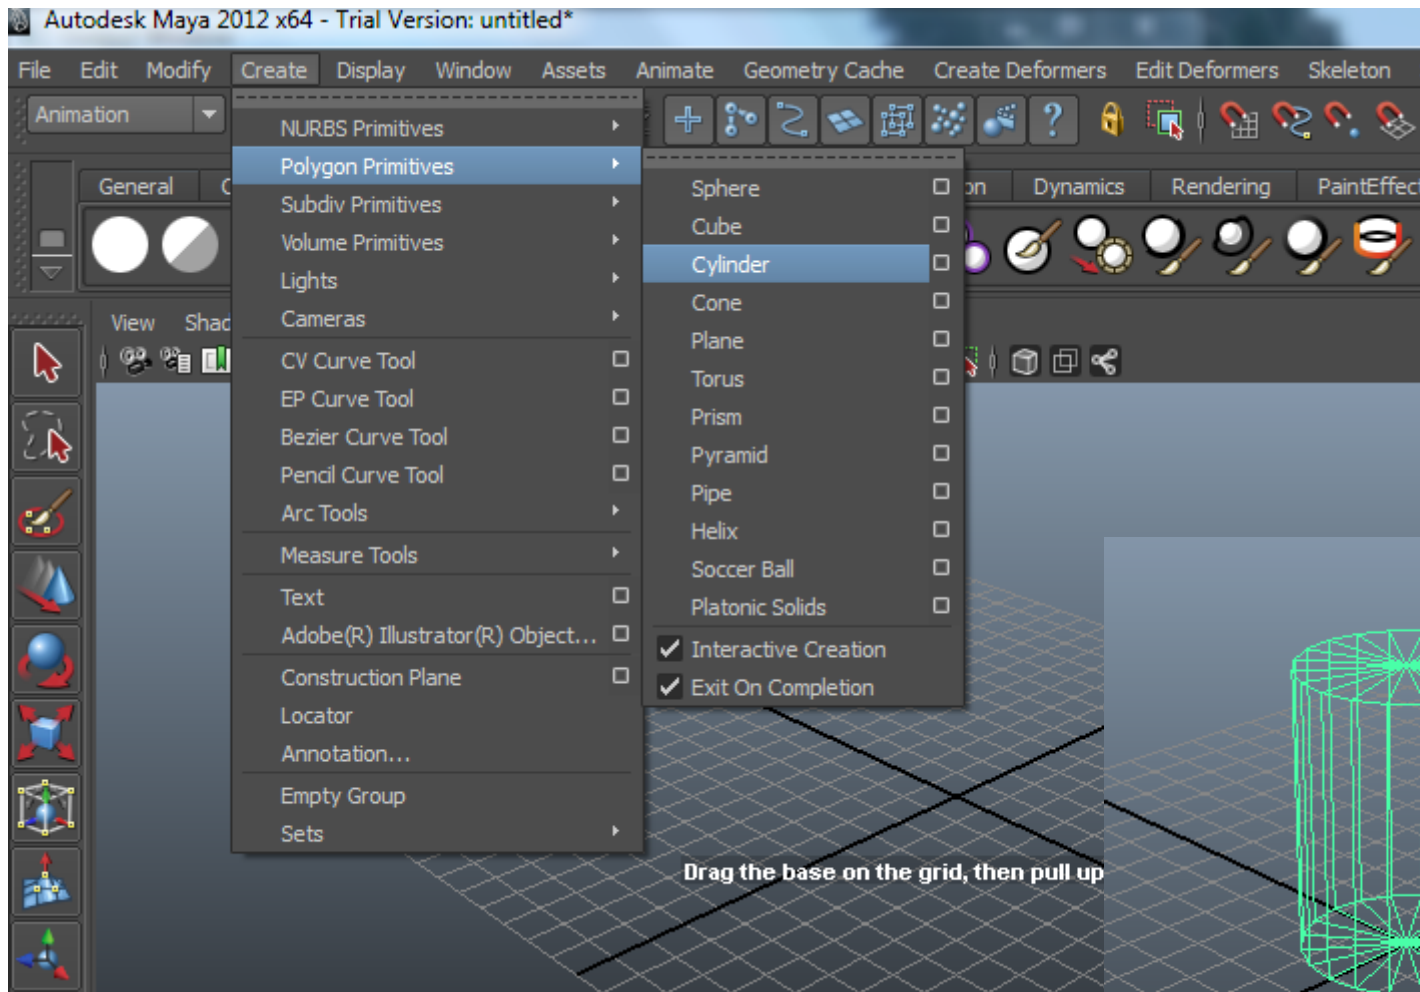 Autodesk Maya 2012 x64 - Trial Version: untitled*
File Edit Modify Create Display Window Assets Animate Geometry Cache Create Deformers Edit Deformers Skeleton
Animation
General
Dynamics Rendering
View
NURBS Primitives
Polygon Primitives
Subdiv Primitives
Volume Primitives
Lights
Cameras
CV Curve Tool
EP Curve Tool
Bezier Curve Tool
Pencil Curve Tool
Arc Tools
Measure Tools
Text
Adobe(R) Illustrator(R) Object...
Construction Plane
Locator
Annotation...
Empty Group
Sets
Sphere
Cube
Cylinder
Cone
Plane
Torus
Prism
Pyramid
Pipe
Helix
Soccer Ball
Platonic Solids
Interactive Creation
Exit On Completion
Drag the base on the grid, then pull up